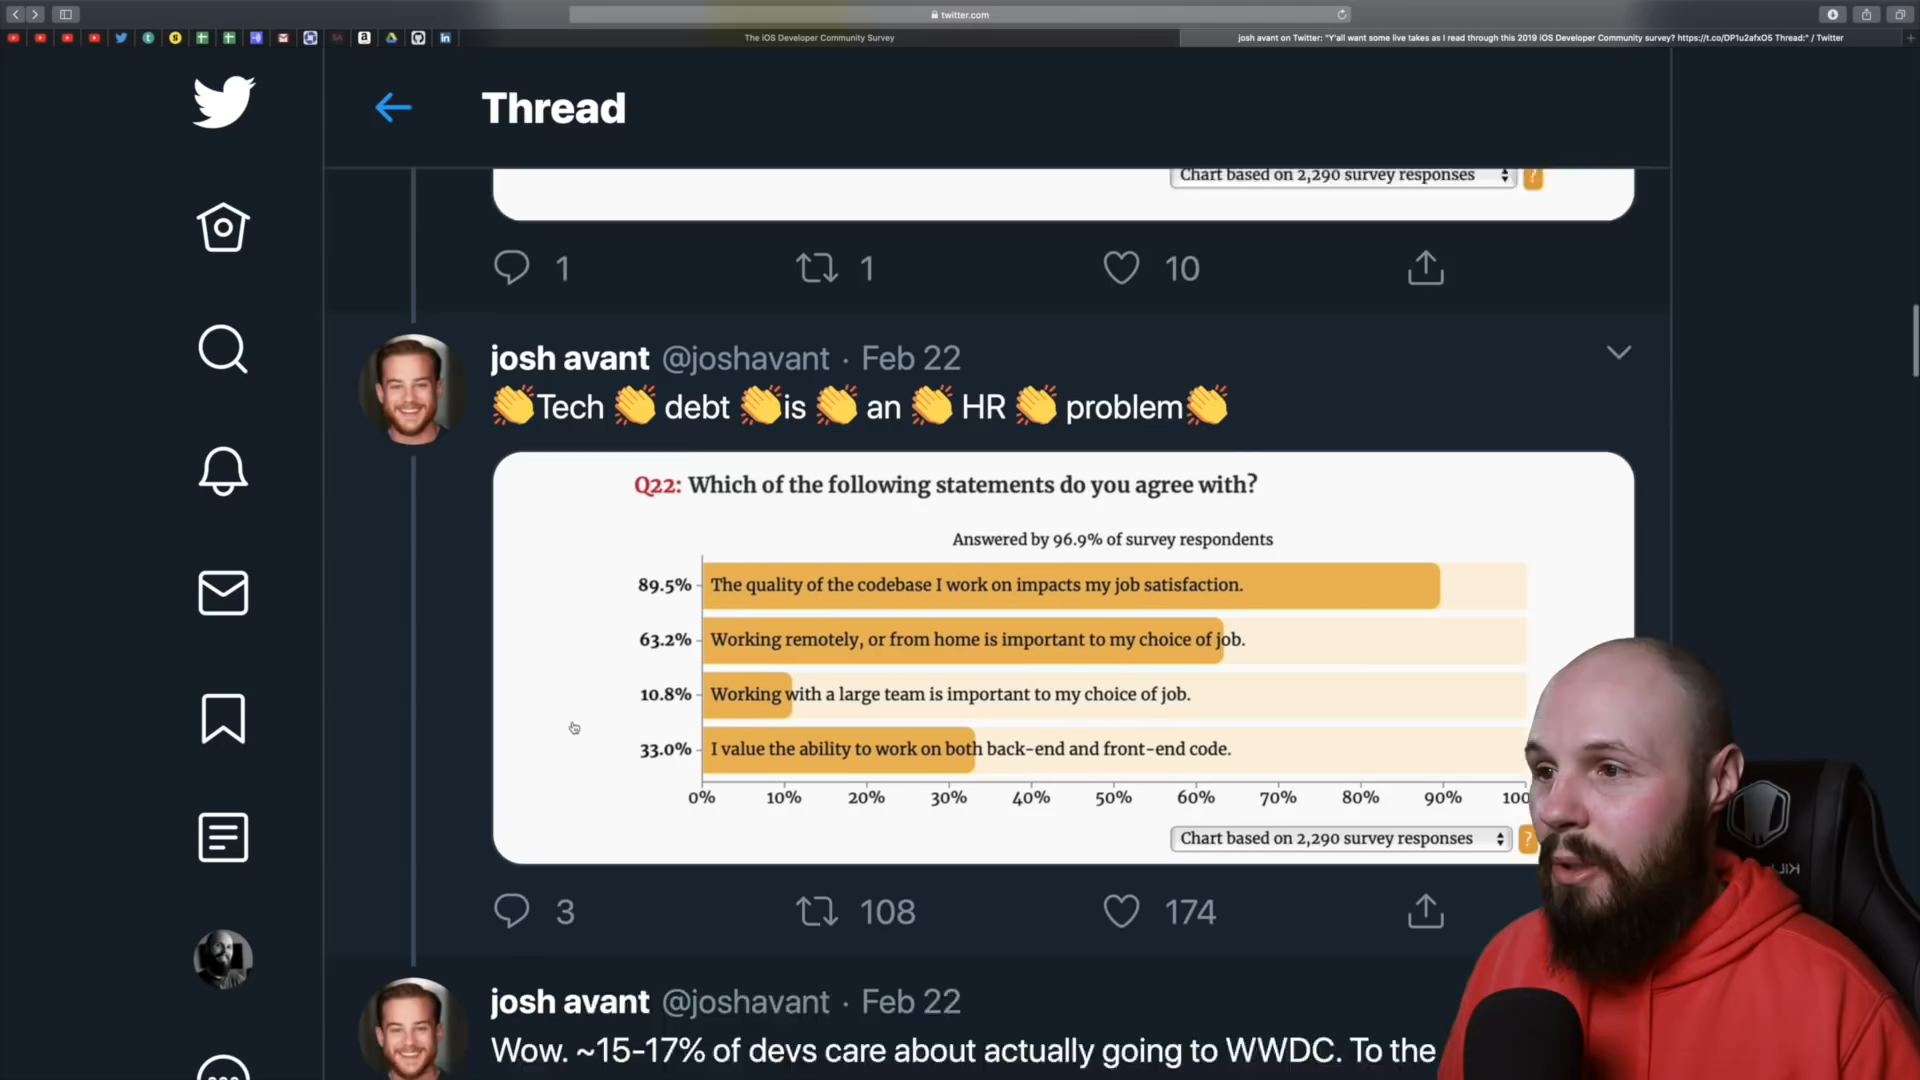 twitter.com
The iOS Developer Community Survey
josh avant on Twitter: "Y'all want some live takes as I read through this 2019 iOS Developer Community survey? https://t.co/DP1u2afxO5 Thread:" / Twitter
Thread
Chart based on 2,290 survey responses
?
1
1
10
josh avant @joshavant · Feb 22
👏Tech 👏 debt 👏is 👏 an 👏 HR 👏 problem👏
Q22: Which of the following statements do you agree with?
Answered by 96.9% of survey respondents
89.5% The quality of the codebase I work on impacts my job satisfaction.
63.2% Working remotely, or from home is important to my choice of job.
10.8% Working with a large team is important to my choice of job.
33.0% I value the ability to work on both back-end and front-end code.
0% 10% 20% 30% 40% 50% 60% 70% 80% 90% 100
Chart based on 2,290 survey responses
?
3
108
174
josh avant @joshavant · Feb 22
Wow. ~15-17% of devs care about actually going to WWDC. To the